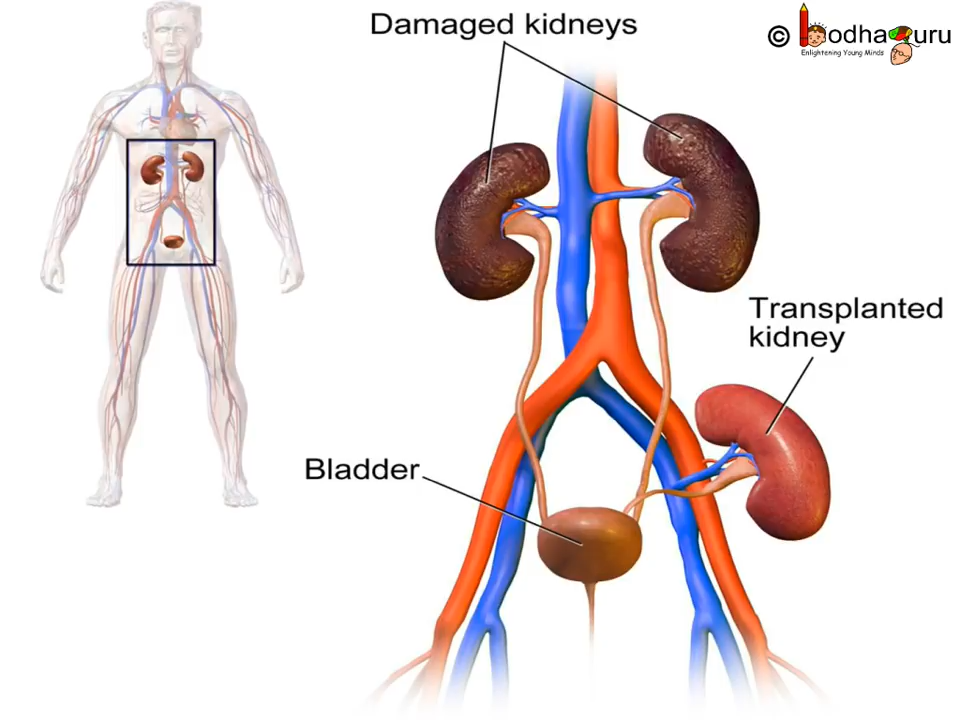 Damaged kidneys
© BodhaGuru
Enlightening Young Minds
Transplanted
kidney
Bladder